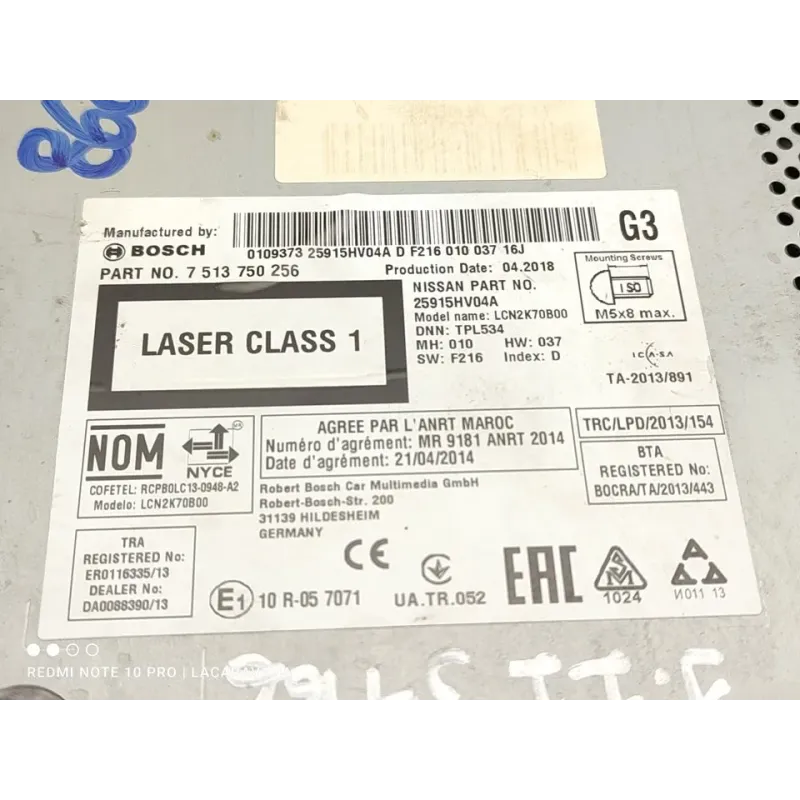 Manufactured by:
BOSCH
0109373 25915HV04A D F216 010 037 16J
G3
PART NO. 7 513 750 256
Production Date: 04.2018
NISSAN PART NO.
25915HV04A
Model name: LCN2K70B00
DNN: TPL534
MH: 010 HW: 037
SW: F216 Index: D
Mounting Screws
ISO
M5x8 max.
LASER CLASS 1
ICASA
TA-2013/891
NOM
NYCE
COFETEL: RCPBOLC13-0948-A2
Modelo: LCN2K70B00
AGREE PAR L'ANRT MAROC
Numéro d'agrément: MR 9181 ANRT 2014
Date d'agrément: 21/04/2014
TRC/LPD/2013/154
BTA
REGISTERED No:
BOCRA/TA/2013/443
Robert Bosch Car Multimedia GmbH
Robert-Bosch-Str. 200
31139 HILDESHEIM
GERMANY
TRA
REGISTERED No:
ER0116335/13
DEALER No:
DA0088390/13
CE
E1 10 R-05 7071
UA.TR.052
EAC
1024
И011 13
REDMI NOTE 10 PRO |